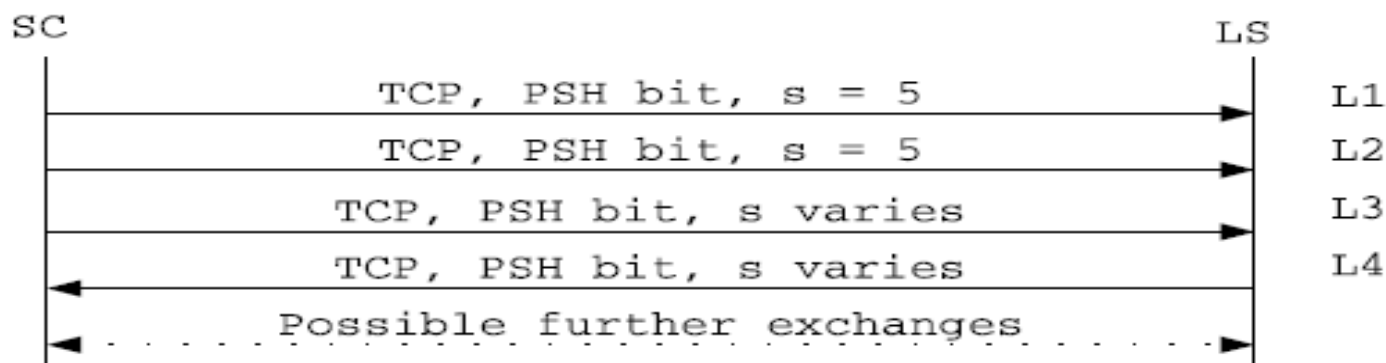 SC LS
TCP, PSH bit, s = 5 L1
TCP, PSH bit, s = 5 L2
TCP, PSH bit, s varies L3
TCP, PSH bit, s varies L4
Possible further exchanges